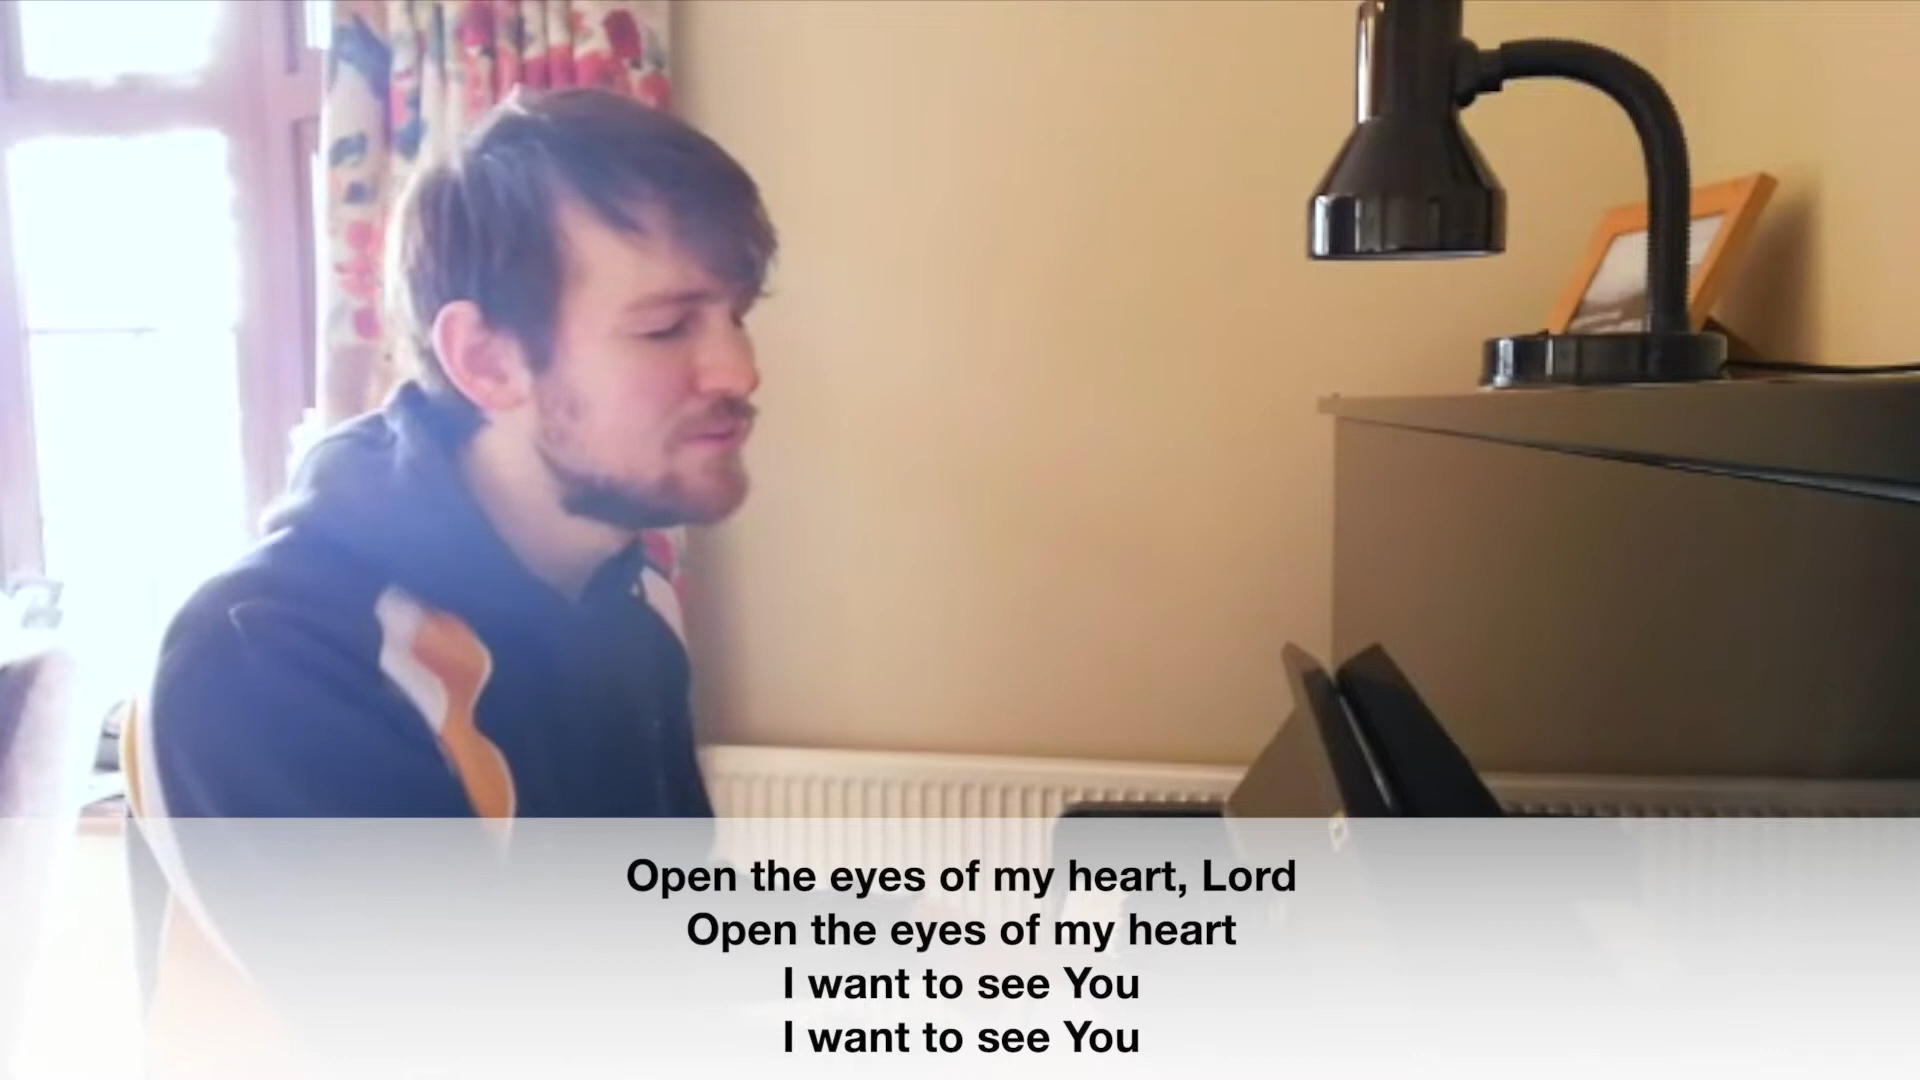 Open the eyes of my heart, Lord
Open the eyes of my heart
I want to see You
I want to see You